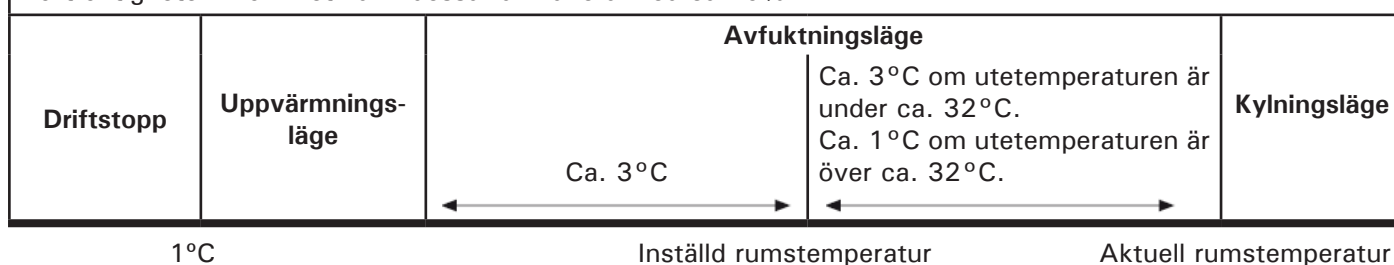 Avfuktningsläge
Driftstopp
Uppvärmnings-
läge
Ca. 3°C
Ca. 3°C om utetemperaturen är
under ca. 32°C.
Ca. 1°C om utetemperaturen är
över ca. 32°C.
Kylningsläge
1°C
Inställd rumstemperatur
Aktuell rumstemperatur